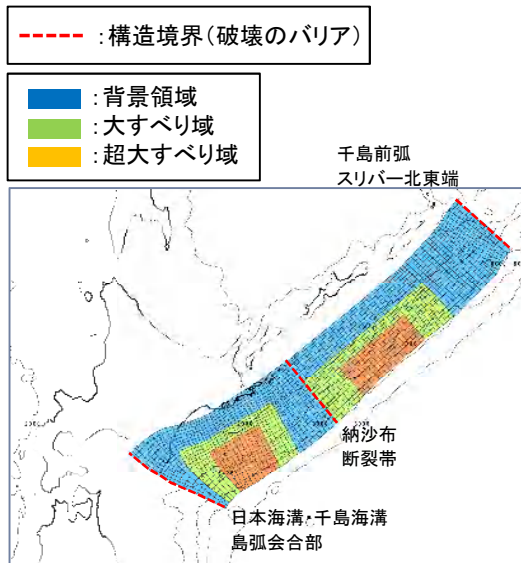 ：構造境界（破壊のバリア）
：背景領域
：大すべり域
：超大すべり域
千島前弧
スリバー北東端
納沙布
断裂帯
日本海溝・千島海溝
島弧会合部